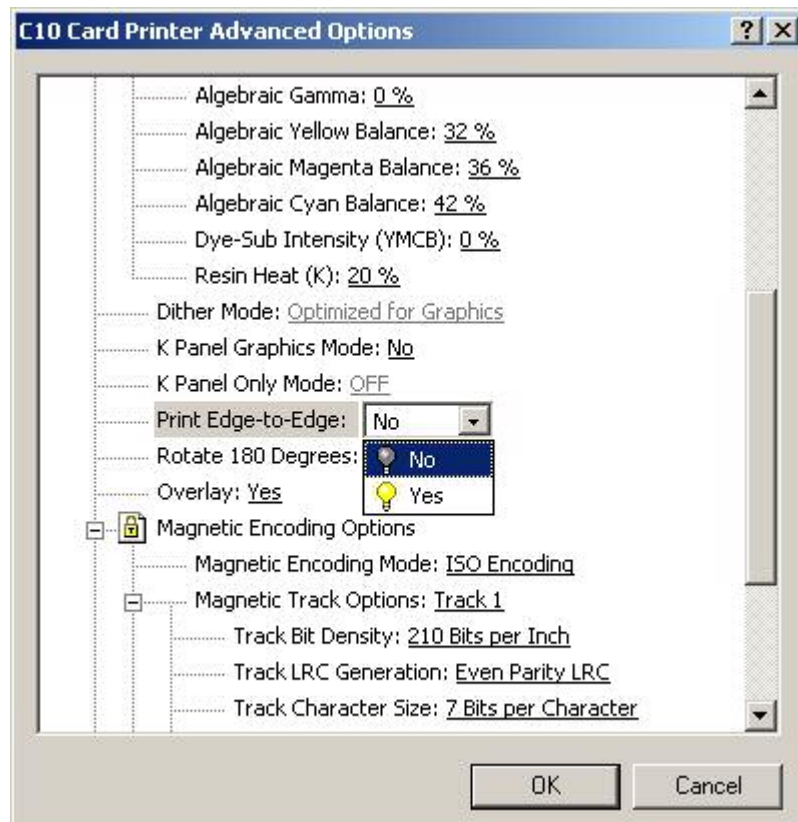 C10 Card Printer Advanced Options
Algebraic Gamma: 0 %
Algebraic Yellow Balance: 32 %
Algebraic Magenta Balance: 36 %
Algebraic Cyan Balance: 42 %
Dye-Sub Intensity (YMCB): 0 %
Resin Heat (K): 20 %
Dither Mode: Optimized for Graphics
K Panel Graphics Mode: No
K Panel Only Mode: OFF
Print Edge-to-Edge: No
Rotate 180 Degrees: No
Overlay: Yes Yes
Magnetic Encoding Options
Magnetic Encoding Mode: ISO Encoding
Magnetic Track Options: Track 1
Track Bit Density: 210 Bits per Inch
Track LRC Generation: Even Parity LRC
Track Character Size: 7 Bits per Character
OK Cancel